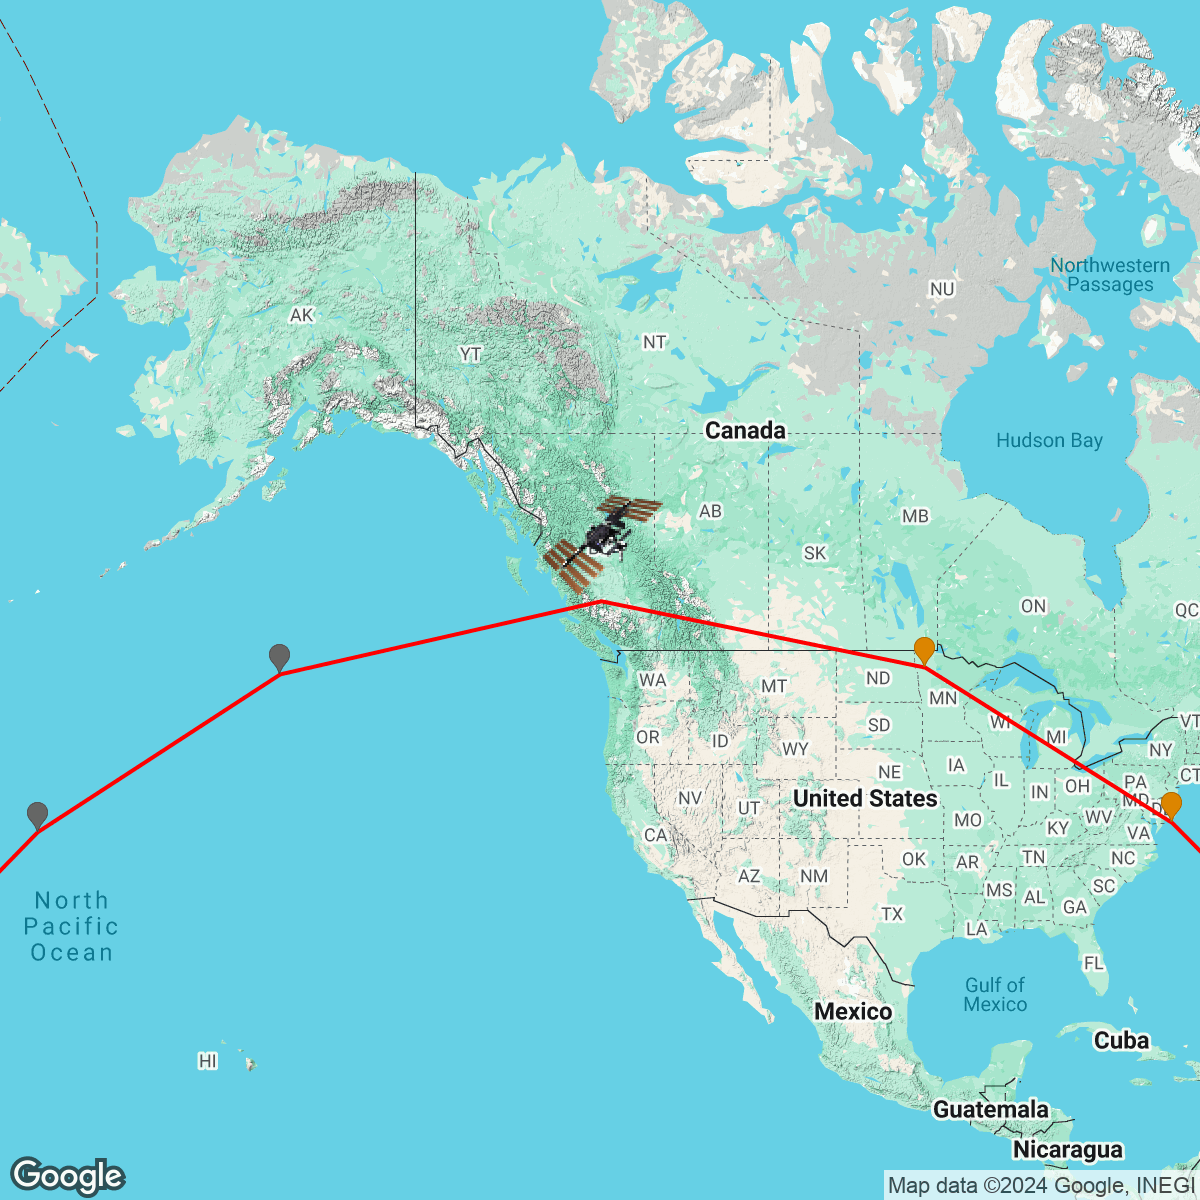 Northwestern
Passages
NU
AK
NT
YT
Canada
Hudson Bay
AB
MB
SK
ON
QC
WA
ND
MT
MN
SD
WI
MI
VT
OR
ID
WY
NY
IA
NE
CT
NV
UT
United States
IL
IN
OH
PA
MD
MO
KY
WV
VA
CA
AZ
NM
OK
AR
TN
NC
MS
AL
SC
GA
TX
LA
North
Pacific
Ocean
FL
Gulf of
Mexico
Mexico
Cuba
HI
Guatemala
Nicaragua
Google
Map data ©2024 Google, INEGI